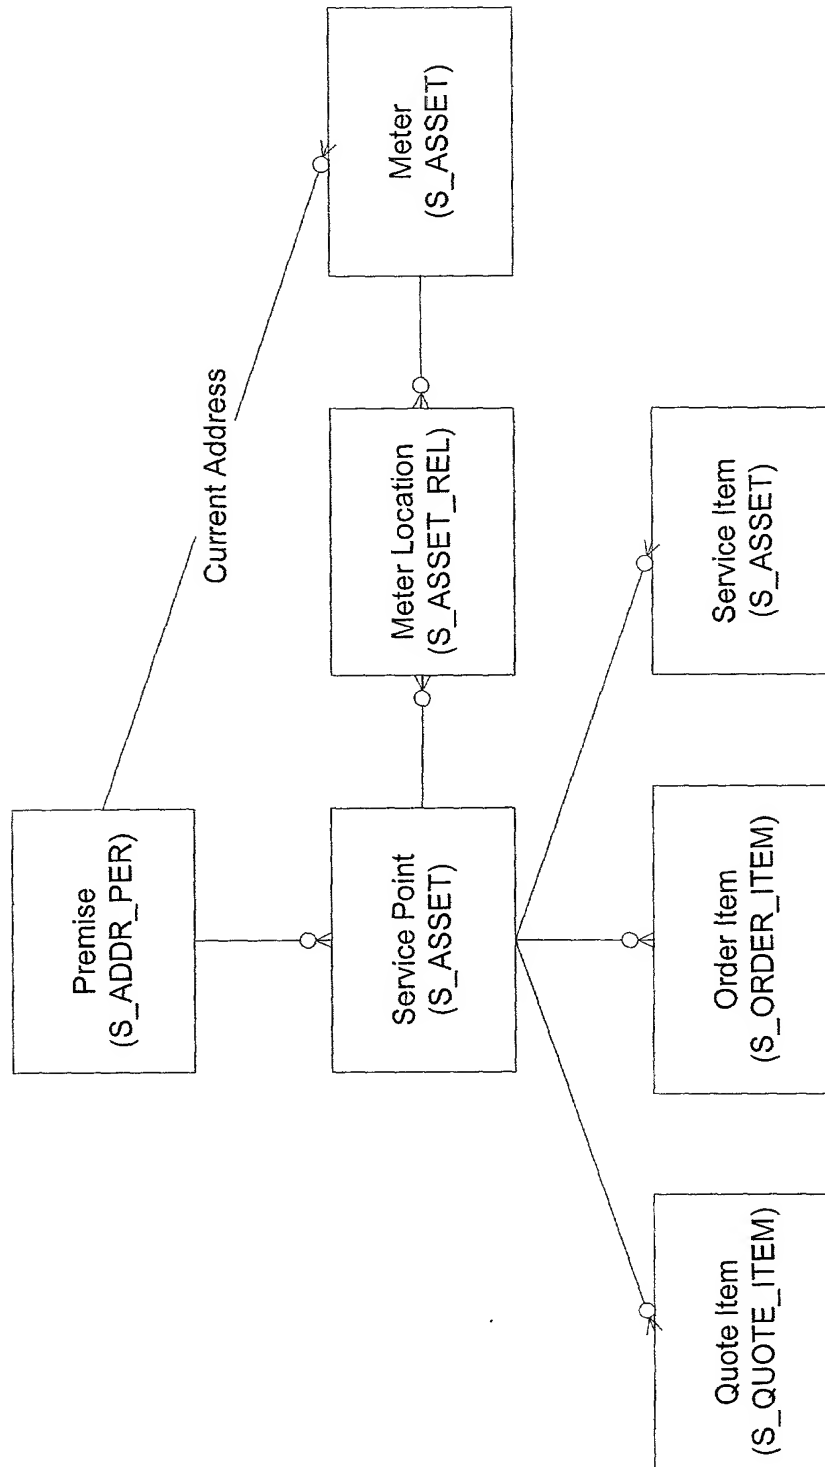 Premise
(S_ADDR_PER)
Current Address
Service Point
(S_ASSET)
Meter Location
(S_ASSET_REL)
Meter
(S_ASSET)
Quote Item
(S_QUOTE_ITEM)
Order Item
(S_ORDER_ITEM)
Service Item
(S_ASSET)